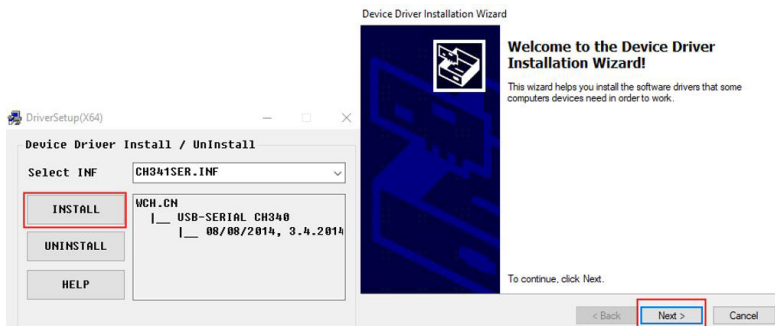 Device Driver Installation Wizard
Welcome to the Device Driver
Installation Wizard!
This wizard helps you install the software drivers that some
computers devices need in order to work.
To continue, click Next.
< Back
Next >
Cancel
DriverSetup(X64)
Device Driver Install / UnInstall
Select INF
CH341SER.INF
INSTALL
UNINSTALL
HELP
WCH.CN
|__ USB-SERIAL CH340
|__ 08/08/2014, 3.4.2014